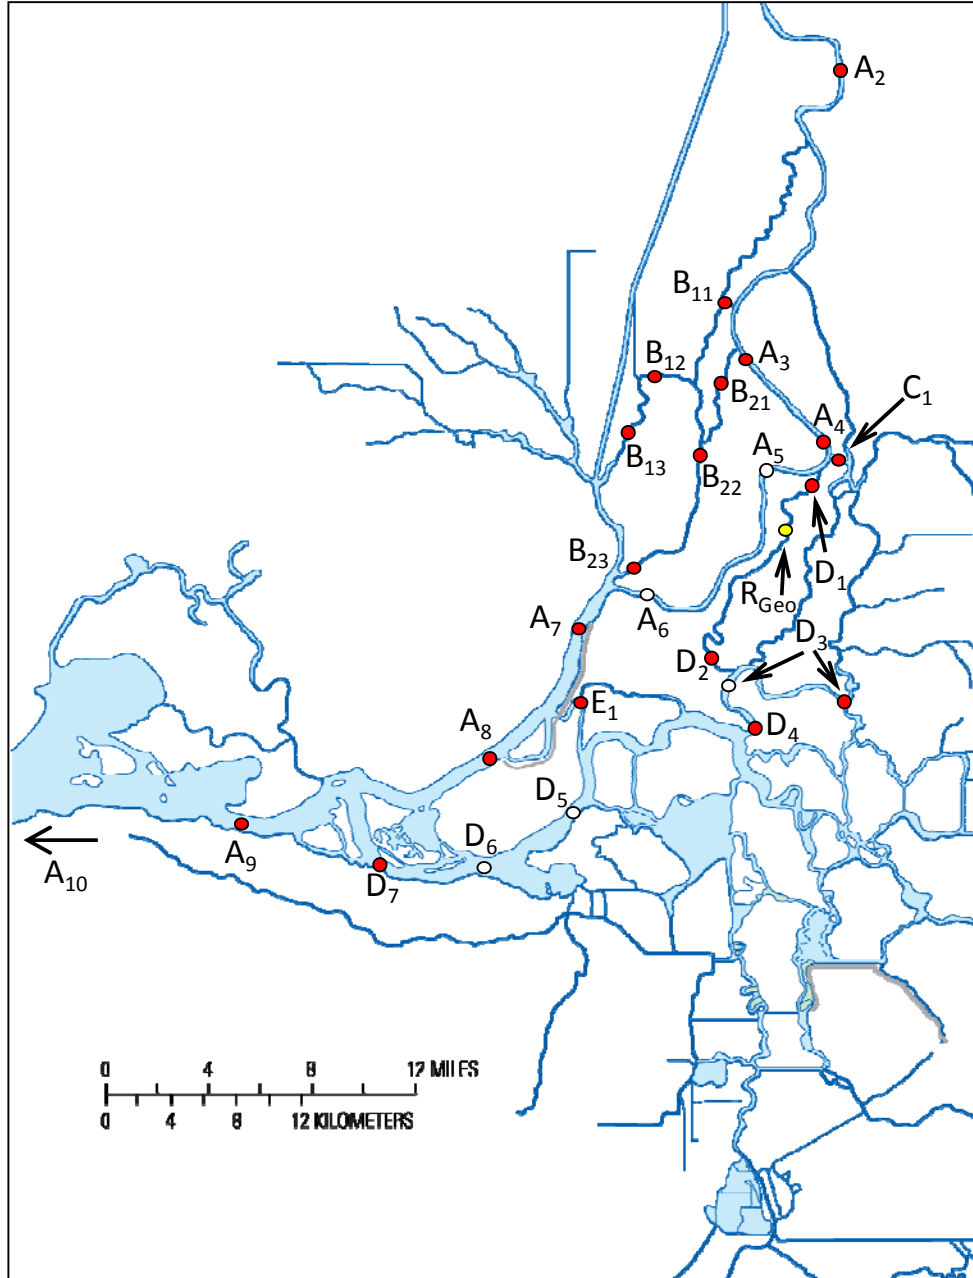 A2
B11
A3
B12
B21
C1
A4
A5
B13
B22
B23
D1
RGeo
A6
A7
D3
D2
E1
A8
D4
D5
D6
A9
A10
D7
0 4 8 12 MILES
0 4 8 12 KILOMETERS